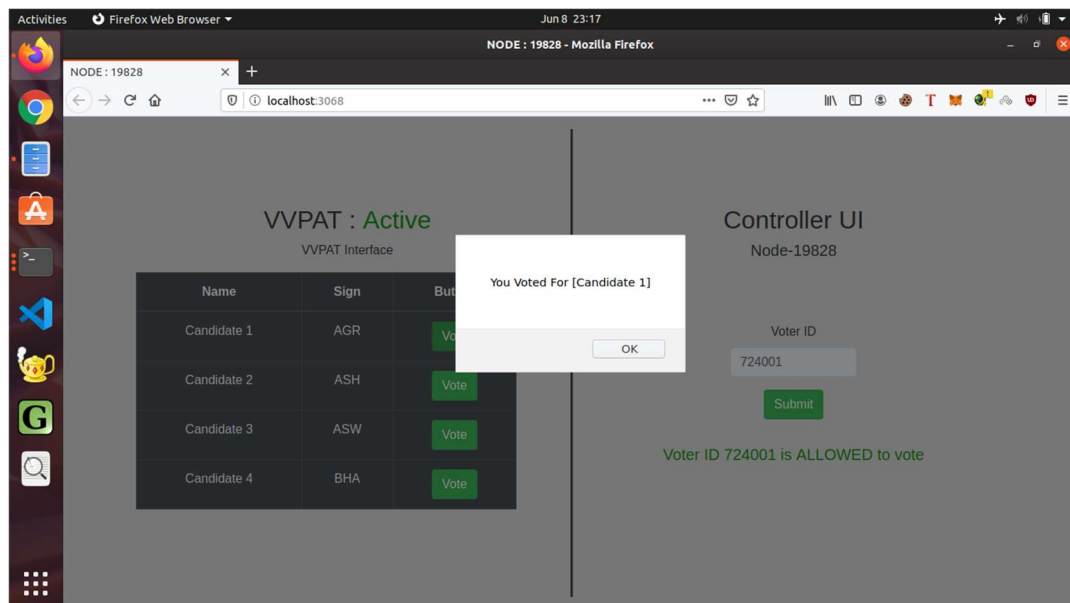 Activities Firefox Web Browser Jun 8 23:17
NODE : 19828 - Mozilla Firefox
NODE : 19828
localhost:3068
VVPAT : Active
VVPAT Interface
Name Sign But
Candidate 1 AGR Vo
Candidate 2 ASH Vote
Candidate 3 ASW Vote
Candidate 4 BHA Vote
You Voted For [Candidate 1]
OK
Controller UI
Node-19828
Voter ID
724001
Submit
Voter ID 724001 is ALLOWED to vote